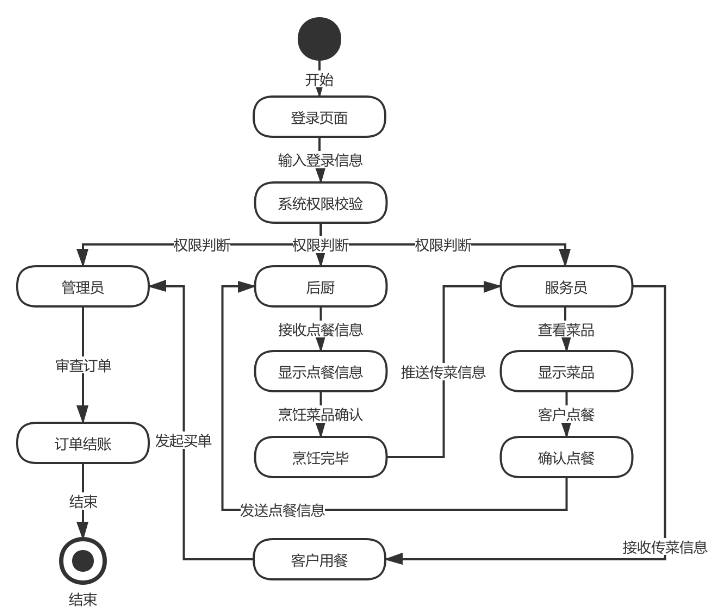 开始
登录页面
输入登录信息
系统权限校验
权限判断
权限判断
权限判断
管理员
后厨
服务员
接收点餐信息
查看菜品
审查订单
显示点餐信息
推送传菜信息
显示菜品
烹饪菜品确认
客户点餐
订单结账
发起买单
烹饪完毕
确认点餐
结束
发送点餐信息
接收传菜信息
客户用餐
结束